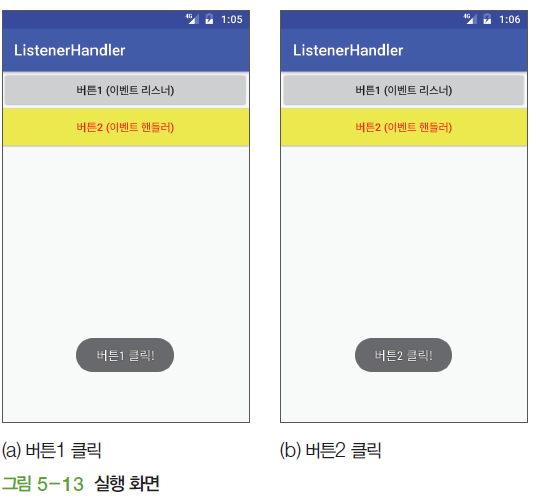 4G 1:05
ListenerHandler
버튼1 (이벤트 리스너)
버튼2 (이벤트 핸들러)
버튼1 클릭!
(a) 버튼1 클릭
4G 1:06
ListenerHandler
버튼1 (이벤트 리스너)
버튼2 (이벤트 핸들러)
버튼2 클릭!
(b) 버튼2 클릭
그림 5-13 실행 화면